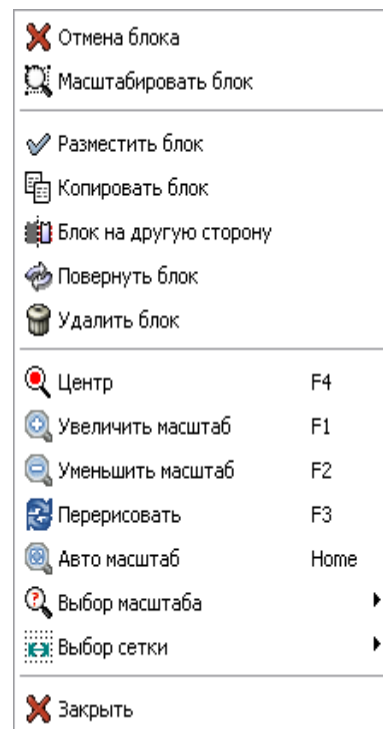 Отмена блока
Масштабировать блок
Разместить блок
Копировать блок
Блок на другую сторону
Повернуть блок
Удалить блок
Центр F4
Увеличить масштаб F1
Уменьшить масштаб F2
Перерисовать F3
Авто масштаб Home
Выбор масштаба
Выбор сетки
Закрыть